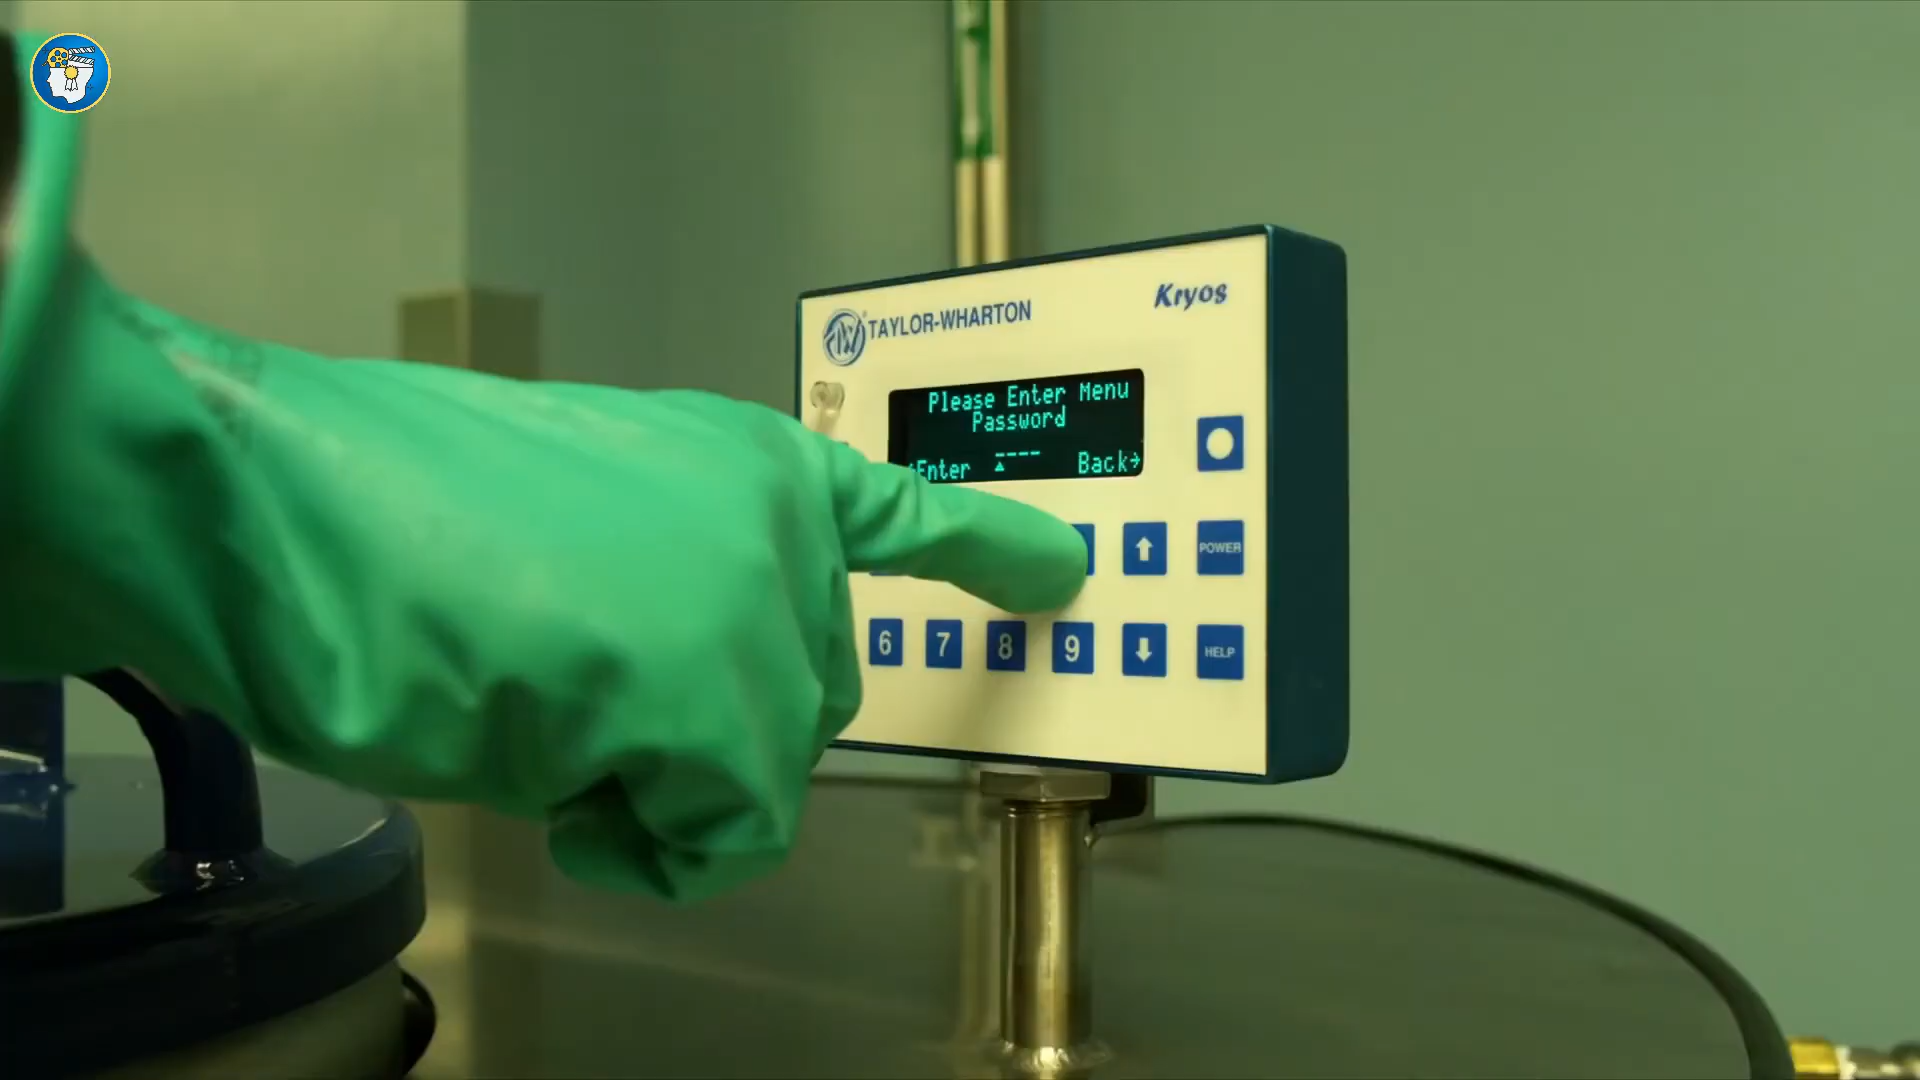 TAYLOR-WHARTON
Kryos
Please Enter Menu
Password
Enter ---- Back→
POWER
6 7 8 9 HELP